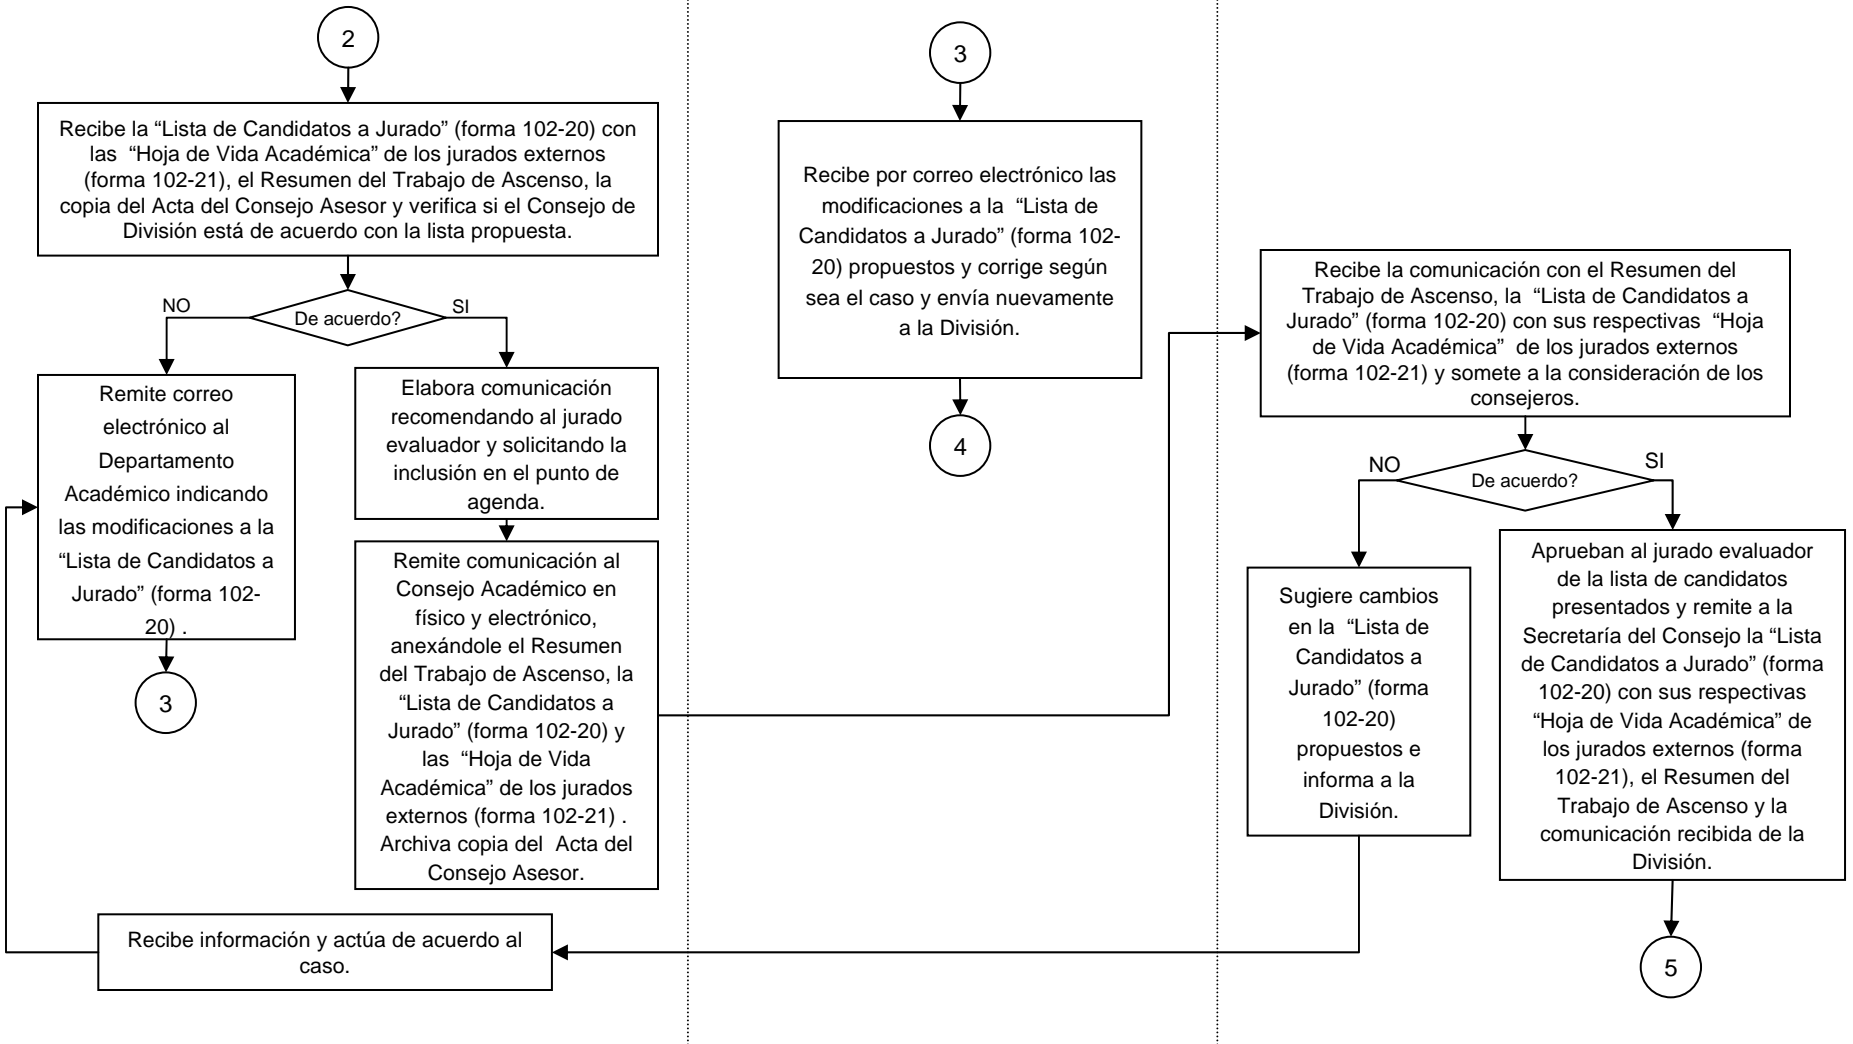 2
Recibe la “Lista de Candidatos a Jurado” (forma 102-20) con
las “Hoja de Vida Académica” de los jurados externos
(forma 102-21), el Resumen del Trabajo de Ascenso, la
copia del Acta del Consejo Asesor y verifica si el Consejo de
División está de acuerdo con la lista propuesta.
De acuerdo?
NO
SI
Remite correo
electrónico al
Departamento
Académico indicando
las modificaciones a la
“Lista de Candidatos a
Jurado” (forma 102-
20) .
3
Elabora comunicación
recomendando al jurado
evaluador y solicitando la
inclusión en el punto de
agenda.
Remite comunicación al
Consejo Académico en
físico y electrónico,
anexándole el Resumen
del Trabajo de Ascenso, la
“Lista de Candidatos a
Jurado” (forma 102-20) y
las “Hoja de Vida
Académica” de los jurados
externos (forma 102-21) .
Archiva copia del Acta del
Consejo Asesor.
Recibe información y actúa de acuerdo al
caso.
3
Recibe por correo electrónico las
modificaciones a la “Lista de
Candidatos a Jurado” (forma 102-
20) propuestos y corrige según
sea el caso y envía nuevamente
a la División.
4
Recibe la comunicación con el Resumen del
Trabajo de Ascenso, la “Lista de Candidatos a
Jurado” (forma 102-20) con sus respectivas “Hoja
de Vida Académica” de los jurados externos
(forma 102-21) y somete a la consideración de los
consejeros.
De acuerdo?
NO
SI
Sugiere cambios
en la “Lista de
Candidatos a
Jurado” (forma
102-20)
propuestos e
informa a la
División.
Aprueban al jurado evaluador
de la lista de candidatos
presentados y remite a la
Secretaría del Consejo la “Lista
de Candidatos a Jurado” (forma
102-20) con sus respectivas
“Hoja de Vida Académica” de
los jurados externos (forma
102-21), el Resumen del
Trabajo de Ascenso y la
comunicación recibida de la
División.
5